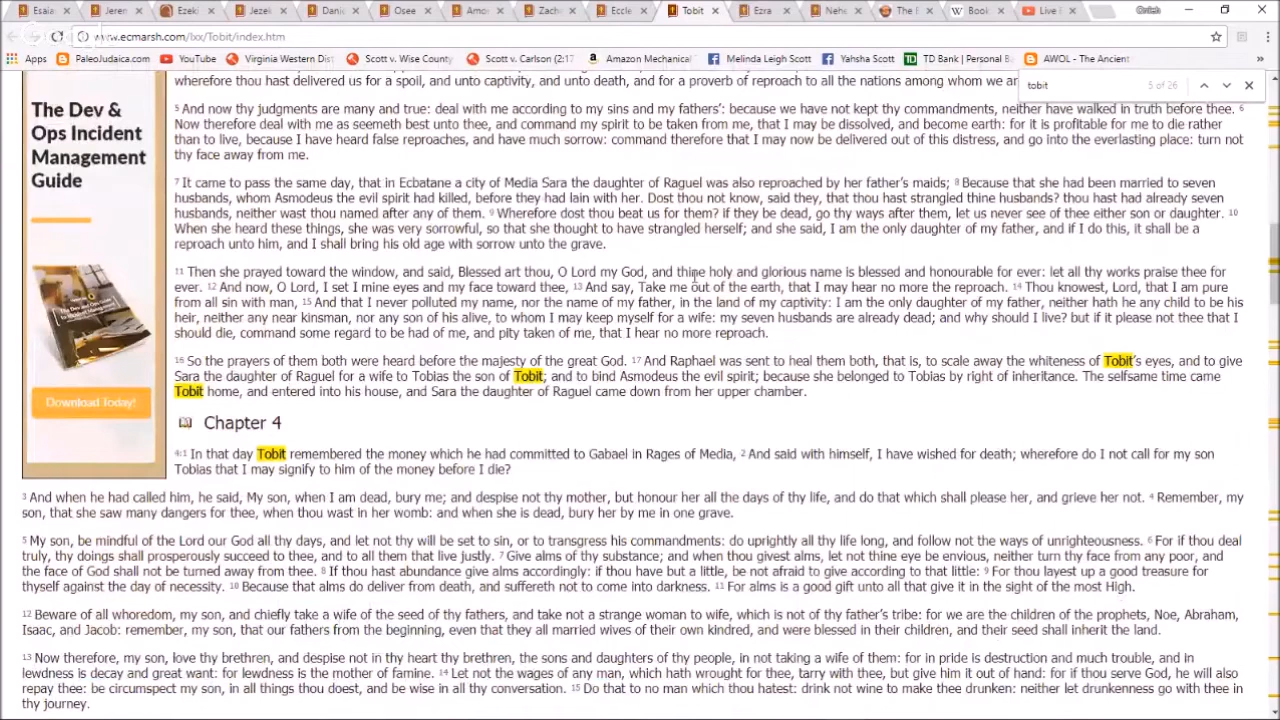 Esaia
Jerem
Ezeki
Jezek
Danie
Osee
Amos
Zacha
Eccle
Tobit
Ezra
Nehe
The B
Book
Live
www.ecmarsh.com/lxx/Tobit/index.htm
Apps
PaleoJudaica.com
YouTube
Virginia Western Dist
Scott v. Wise County
Scott v. Carlson (2:17
Amazon Mechanical
Melinda Leigh Scott
Yahsha Scott
TD Bank | Personal B
AWOL - The Ancient
»
tobit
5 of 26
wherefore thou hast delivered us for a spoil, and unto captivity, and unto death, and for a proverb of reproach to all the nations among whom we
The Dev &
Ops Incident
Management
Guide
Download Today!
5 And now thy judgments are many and true: deal with me according to my sins and my fathers': because we have not kept thy commandments, neither have walked in truth before thee. 6
Now therefore deal with me as seemeth best unto thee, and command my spirit to be taken from me, that I may be dissolved, and become earth: for it is profitable for me to die rather
than to live, because I have heard false reproaches, and have much sorrow: command therefore that I may now be delivered out of this distress, and go into the everlasting place: turn not
thy face away from me.
7 It came to pass the same day, that in Ecbatane a city of Media Sara the daughter of Raguel was also reproached by her father's maids; 8 Because that she had been married to seven
husbands, whom Asmodeus the evil spirit had killed, before they had lain with her. Dost thou not know, said they, that thou hast strangled thine husbands? thou hast had already seven
husbands, neither wast thou named after any of them. 9 Wherefore dost thou beat us for them? if they be dead, go thy ways after them, let us never see of thee either son or daughter. 10
When she heard these things, she was very sorrowful, so that she thought to have strangled herself; and she said, I am the only daughter of my father, and if I do this, it shall be a
reproach unto him, and I shall bring his old age with sorrow unto the grave.
11 Then she prayed toward the window, and said, Blessed art thou, O Lord my God, and thine holy and glorious name is blessed and honourable for ever: let all thy works praise thee for
ever. 12 And now, O Lord, I set I mine eyes and my face toward thee, 13 And say, Take me out of the earth, that I may hear no more the reproach. 14 Thou knowest, Lord, that I am pure
from all sin with man, 15 And that I never polluted my name, nor the name of my father, in the land of my captivity: I am the only daughter of my father, neither hath he any child to be his
heir, neither any near kinsman, nor any son of his alive, to whom I may keep myself for a wife: my seven husbands are already dead; and why should I live? but if it please not thee that I
should die, command some regard to be had of me, and pity taken of me, that I hear no more reproach.
16 So the prayers of them both were heard before the majesty of the great God. 17 And Raphael was sent to heal them both, that is, to scale away the whiteness of Tobit's eyes, and to give
Sara the daughter of Raguel for a wife to Tobias the son of Tobit; and to bind Asmodeus the evil spirit; because she belonged to Tobias by right of inheritance. The selfsame time came
Tobit home, and entered into his house, and Sara the daughter of Raguel came down from her upper chamber.
Chapter 4
4:1 In that day Tobit remembered the money which he had committed to Gabael in Rages of Media, 2 And said with himself, I have wished for death; wherefore do I not call for my son
Tobias that I may signify to him of the money before I die?
3 And when he had called him, he said, My son, when I am dead, bury me; and despise not thy mother, but honour her all the days of thy life, and do that which shall please her, and grieve her not. 4 Remember, my
son, that she saw many dangers for thee, when thou wast in her womb: and when she is dead, bury her by me in one grave.
5 My son, be mindful of the Lord our God all thy days, and let not thy will be set to sin, or to transgress his commandments: do uprightly all thy life long, and follow not the ways of unrighteousness. 6 For if thou deal
truly, thy doings shall prosperously succeed to thee, and to all them that live justly. 7 Give alms of thy substance; and when thou givest alms, let not thine eye be envious, neither turn thy face from any poor, and
the face of God shall not be turned away from thee. 8 If thou hast abundance give alms accordingly: if thou have but a little, be not afraid to give according to that little: 9 For thou layest up a good treasure for
thyself against the day of necessity. 10 Because that alms do deliver from death, and suffereth not to come into darkness. 11 For alms is a good gift unto all that give it in the sight of the most High.
12 Beware of all whoredom, my son, and chiefly take a wife of the seed of thy fathers, and take not a strange woman to wife, which is not of thy father's tribe: for we are the children of the prophets, Noe, Abraham,
Isaac, and Jacob: remember, my son, that our fathers from the beginning, even that they all married wives of their own kindred, and were blessed in their children, and their seed shall inherit the land.
13 Now therefore, my son, love thy brethren, and despise not in thy heart thy brethren, the sons and daughters of thy people, in not taking a wife of them: for in pride is destruction and much trouble, and in
lewdness is decay and great want: for lewdness is the mother of famine. 14 Let not the wages of any man, which hath wrought for thee, tarry with thee, but give him it out of hand: for if thou serve God, he will also
repay thee: be circumspect my son, in all things thou doest, and be wise in all thy conversation. 15 Do that to no man which thou hatest: drink not wine to make thee drunken: neither let drunkenness go with thee in
thy journey.